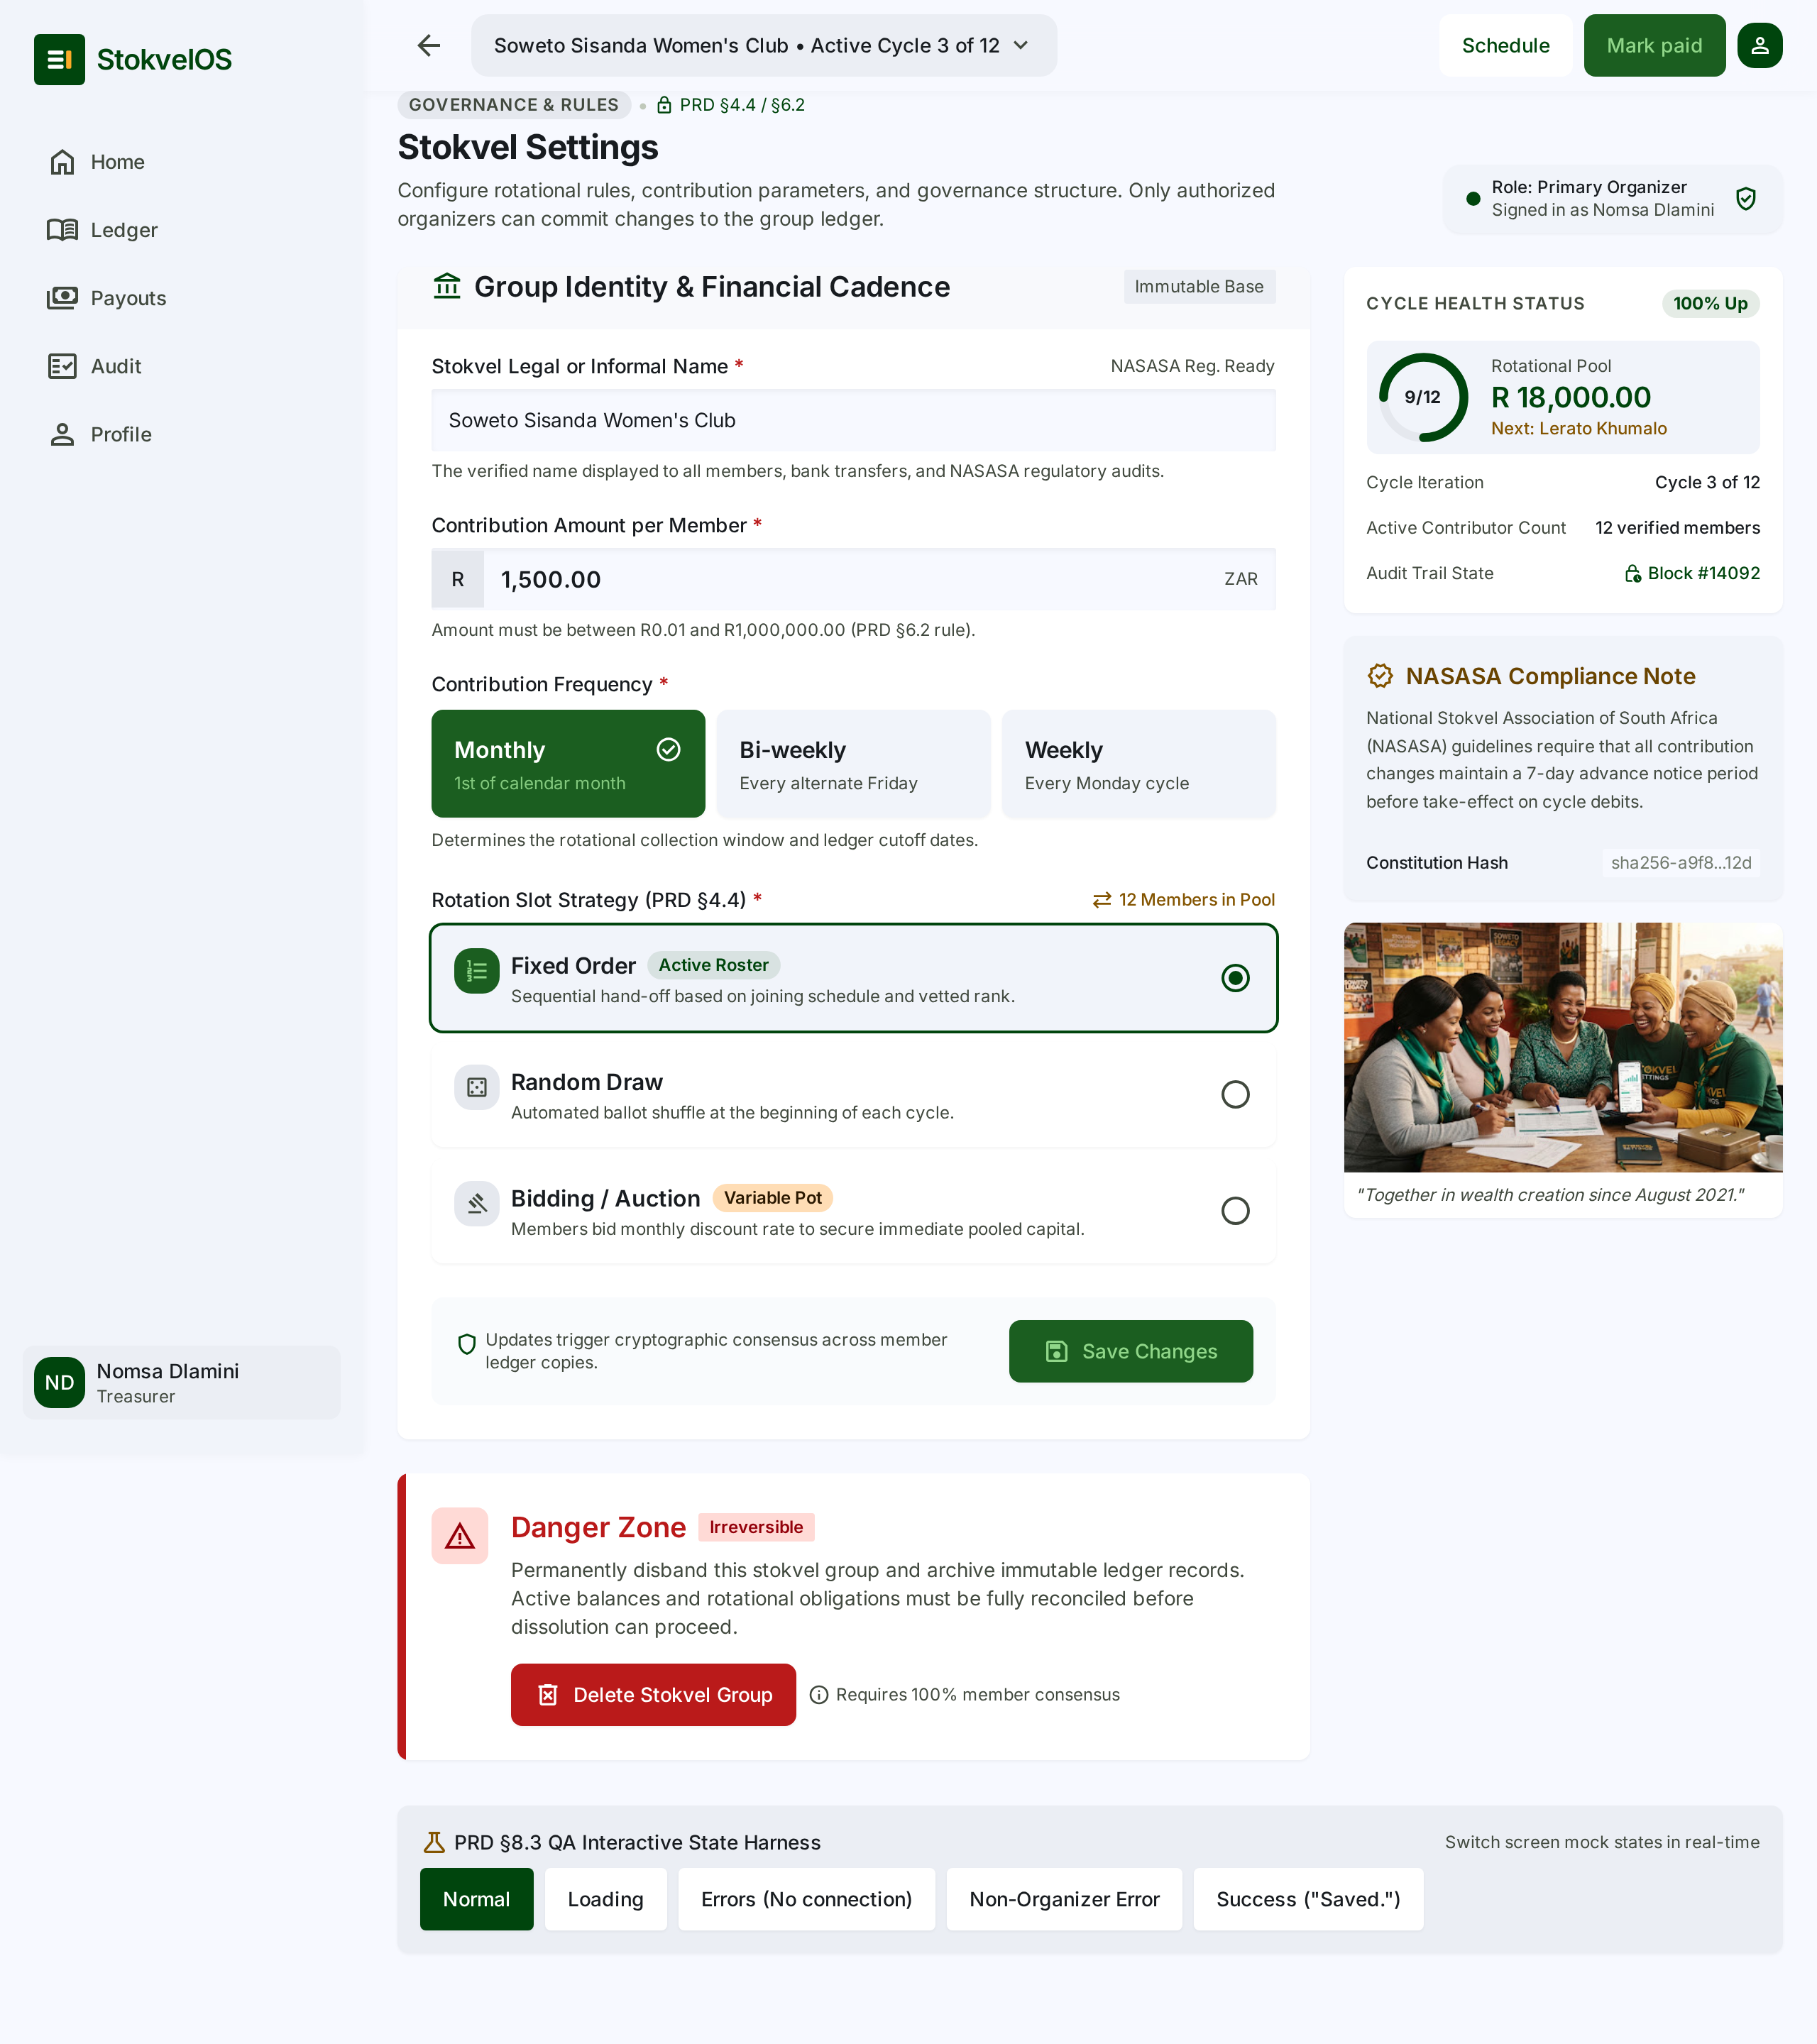 StokvelOS
Home
Ledger
Payouts
Audit
Profile
ND
Nomsa Dlamini
Treasurer
Soweto Sisanda Women's Club • Active Cycle 3 of 12
Schedule
Mark paid
GOVERNANCE & RULES
PRD §4.4 / §6.2
Stokvel Settings
Configure rotational rules, contribution parameters, and governance structure. Only authorized
organizers can commit changes to the group ledger.
Role: Primary Organizer
Signed in as Nomsa Dlamini
Group Identity & Financial Cadence
Immutable Base
Stokvel Legal or Informal Name *
NASASA Reg. Ready
Soweto Sisanda Women's Club
The verified name displayed to all members, bank transfers, and NASASA regulatory audits.
Contribution Amount per Member *
R
1,500.00
ZAR
Amount must be between R0.01 and R1,000,000.00 (PRD §6.2 rule).
Contribution Frequency *
Monthly
1st of calendar month
Bi-weekly
Every alternate Friday
Weekly
Every Monday cycle
Determines the rotational collection window and ledger cutoff dates.
Rotation Slot Strategy (PRD §4.4) *
12 Members in Pool
Fixed Order
Active Roster
Sequential hand-off based on joining schedule and vetted rank.
Random Draw
Automated ballot shuffle at the beginning of each cycle.
Bidding / Auction
Variable Pot
Members bid monthly discount rate to secure immediate pooled capital.
Updates trigger cryptographic consensus across member
ledger copies.
Save Changes
Danger Zone
Irreversible
Permanently disband this stokvel group and archive immutable ledger records.
Active balances and rotational obligations must be fully reconciled before
dissolution can proceed.
Delete Stokvel Group
Requires 100% member consensus
CYCLE HEALTH STATUS
100% Up
9/12
Rotational Pool
R 18,000.00
Next: Lerato Khumalo
Cycle Iteration
Cycle 3 of 12
Active Contributor Count
12 verified members
Audit Trail State
Block #14092
NASASA Compliance Note
National Stokvel Association of South Africa
(NASASA) guidelines require that all contribution
changes maintain a 7-day advance notice period
before take-effect on cycle debits.
Constitution Hash
sha256-a9f8...12d
"Together in wealth creation since August 2021."
PRD §8.3 QA Interactive State Harness
Switch screen mock states in real-time
Normal
Loading
Errors (No connection)
Non-Organizer Error
Success ("Saved.")